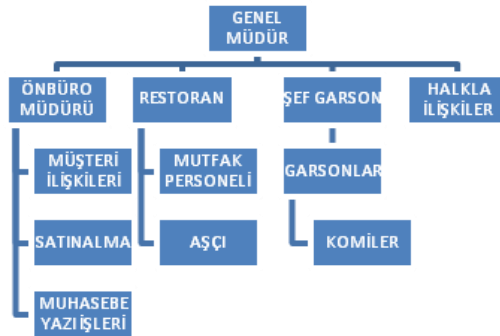 GENEL
MÜDÜR
ÖNBÜRO
MÜDÜRÜ
RESTORAN
ŞEF GARSON
HALKLA
İLİŞKİLER
MÜŞTERİ
İLİŞKİLERİ
MUTFAK
PERSONELİ
GARSONLAR
SATINALMA
AŞÇI
KOMİLER
MUHASEBE
YAZI İŞLERİ